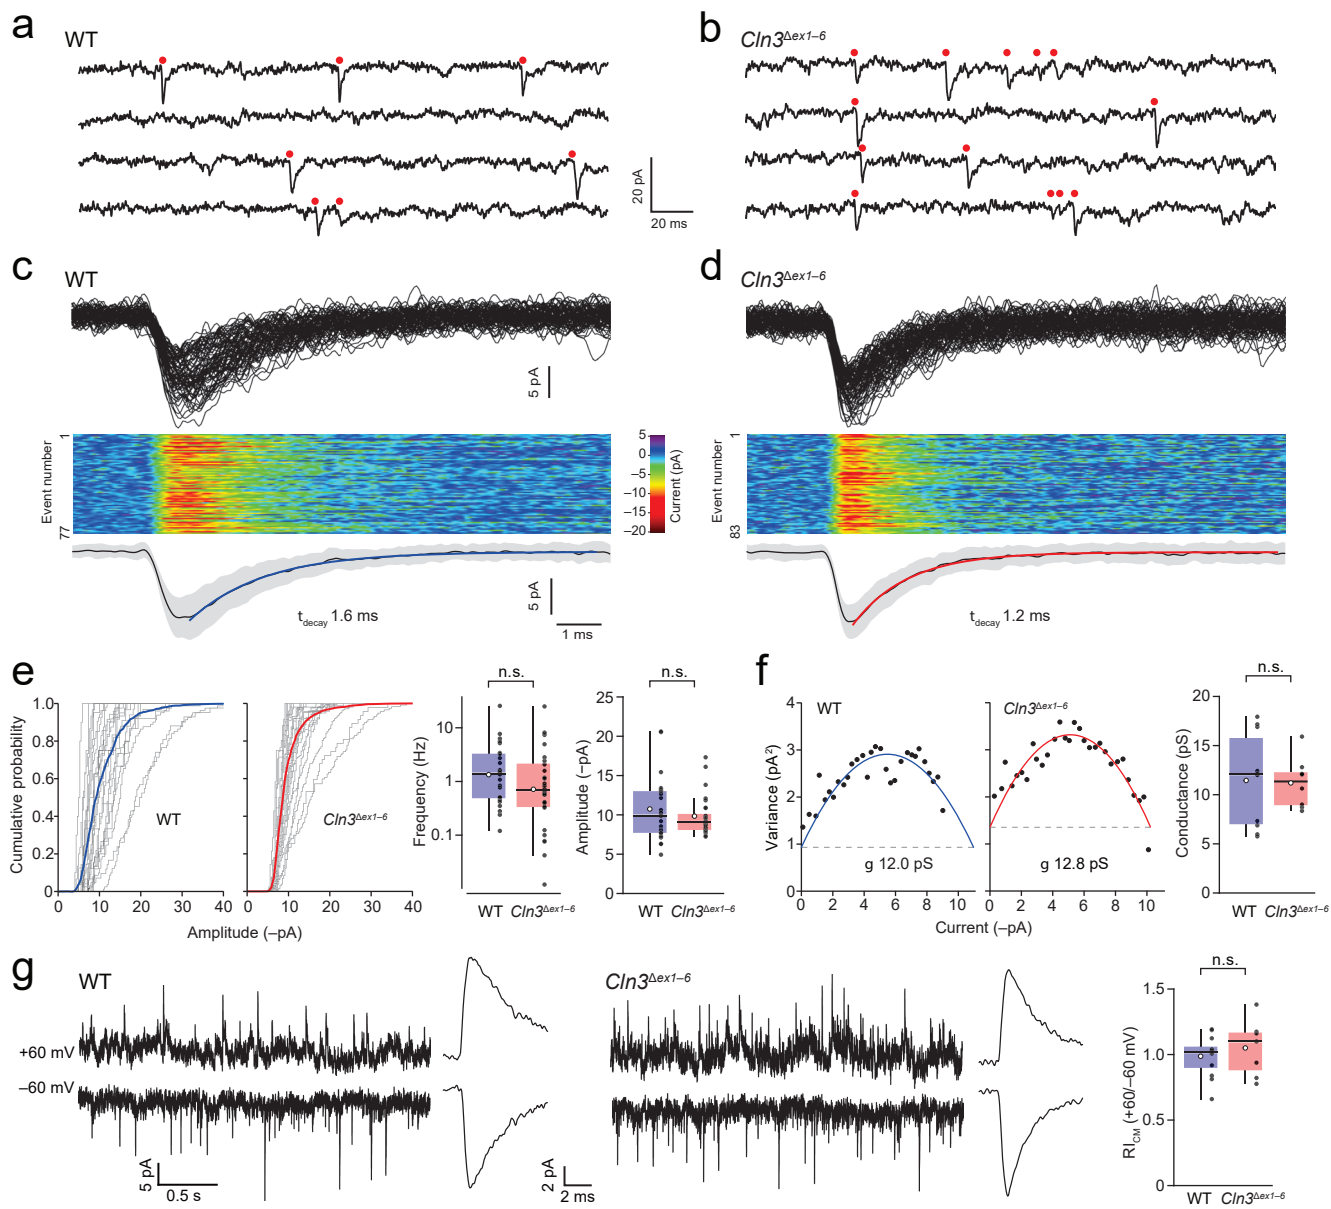 a
WT
b
Cln3Δex1–6
20 pA
20 ms
c
WT
d
Cln3Δex1–6
5 pA
Event number
1
77
5
0
−5
−10
−15
−20
Current (pA)
Event number
1
83
5 pA
1 ms
tdecay 1.6 ms
tdecay 1.2 ms
e
Cumulative probability
1.0
0.8
0.6
0.4
0.2
0
WT
Cln3Δex1–6
0 10 20 30 40
0 10 20 30 40
Amplitude (–pA)
n.s.
Frequency (Hz)
10
1
0.1
WT Cln3Δex1–6
n.s.
Amplitude (–pA)
25
20
15
10
5
0
WT Cln3Δex1–6
f
Variance (pA²)
4
3
2
1
0
WT
g 12.0 pS
0 2 4 6 8 10
Cln3Δex1–6
g 12.8 pS
0 2 4 6 8 10
Current (–pA)
n.s.
Conductance (pS)
20
15
10
5
0
WT Cln3Δex1–6
g
WT
Cln3Δex1–6
+60 mV
–60 mV
5 pA
0.5 s
2 pA
2 ms
n.s.
RICM (+60/–60 mV)
1.5
1.0
0.5
0
WT Cln3Δex1–6